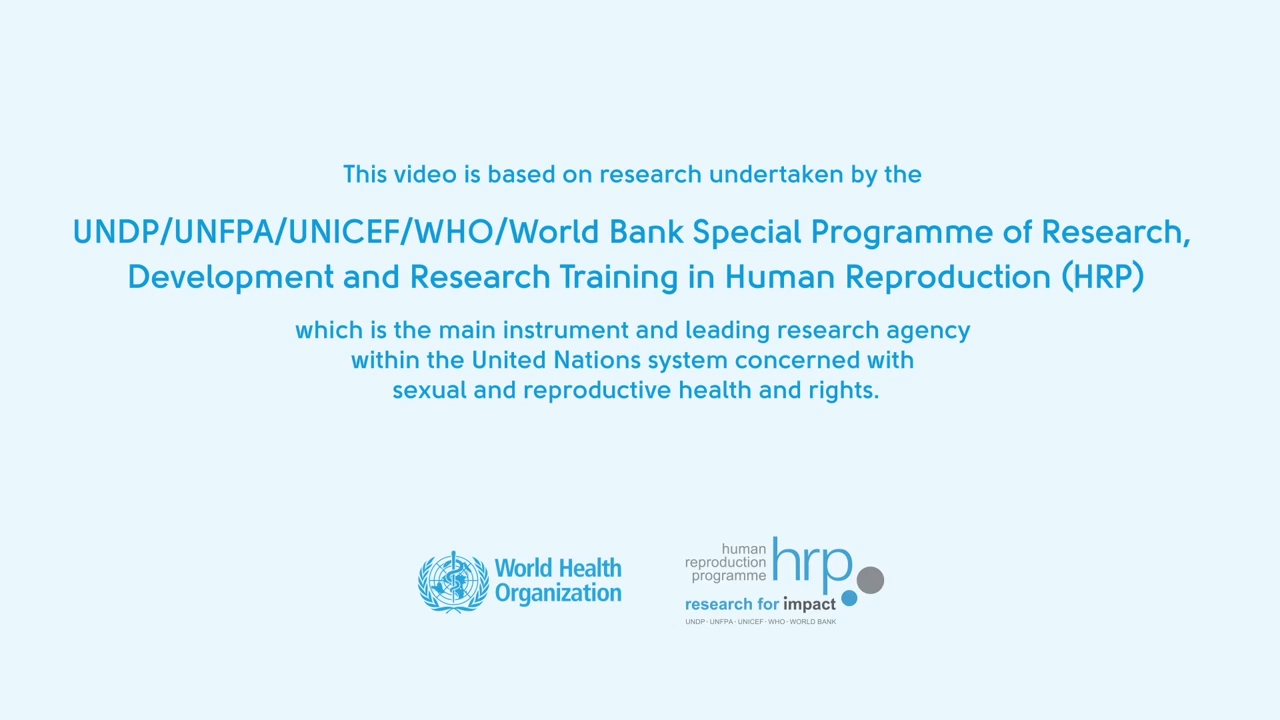 This video is based on research undertaken by the
UNDP/UNFPA/UNICEF/WHO/World Bank Special Programme of Research,
Development and Research Training in Human Reproduction (HRP)
which is the main instrument and leading research agency
within the United Nations system concerned with
sexual and reproductive health and rights.
World Health
Organization
human
reproduction
programme
hrp
research for impact
UNDP · UNFPA · UNICEF · WHO · WORLD BANK